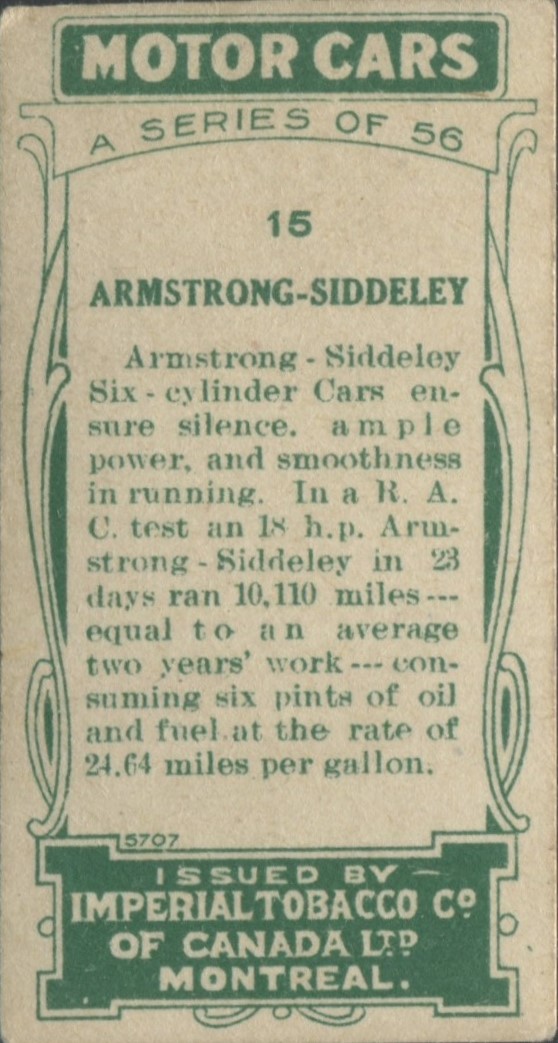 MOTOR CARS
A SERIES OF 56
15
ARMSTRONG-SIDDELEY
Armstrong - Siddeley
Six - cylinder Cars en-
sure silence. ample
power, and smoothness
in running. In a R. A.
C. test an 18 h.p. Arm-
strong - Siddeley in 23
days ran 10,110 miles---
equal to an average
two years' work --- con-
suming six pints of oil
and fuel at the rate of
24.64 miles per gallon.
5707
ISSUED BY
IMPERIAL TOBACCO Co
OF CANADA LTD
MONTREAL.